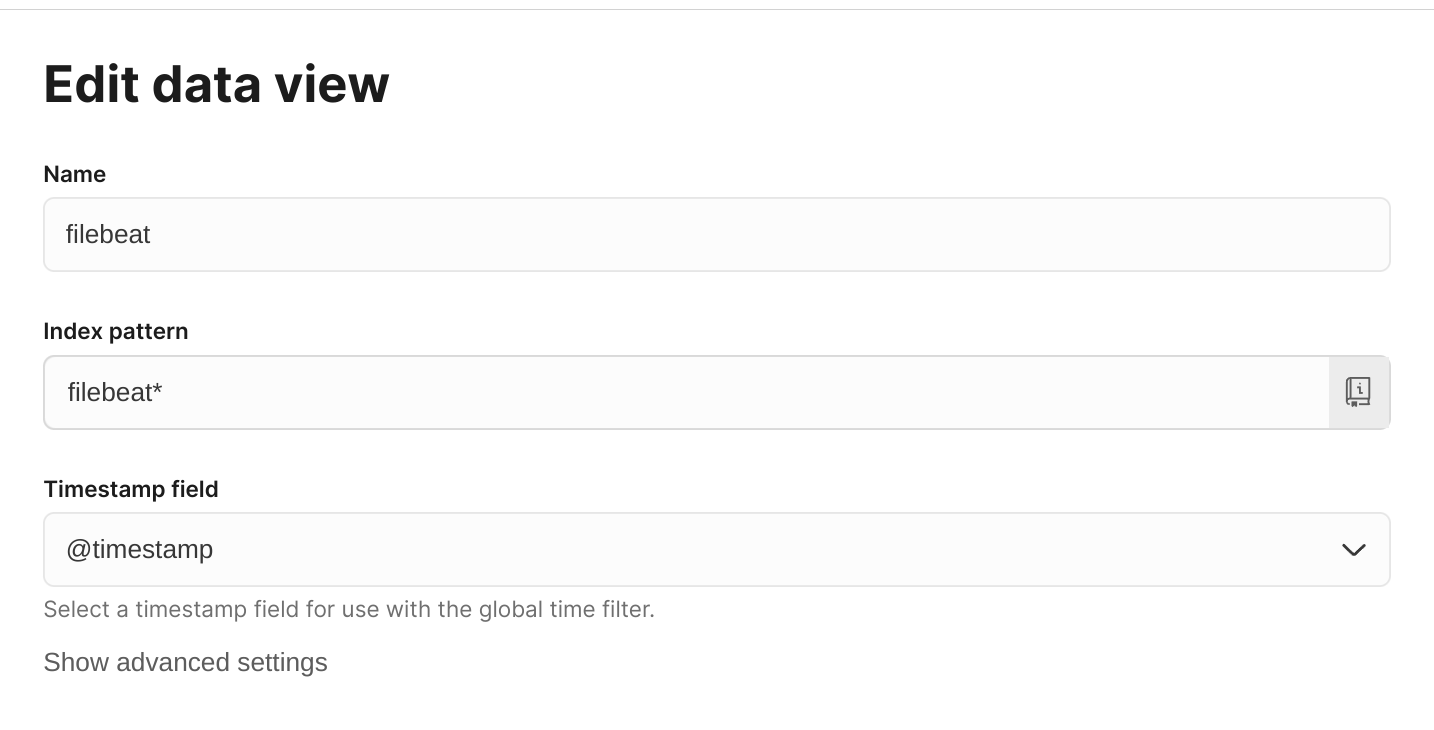 Edit data view
Name
filebeat
Index pattern
filebeat*
Timestamp field
@timestamp
Select a timestamp field for use with the global time filter.
Show advanced settings